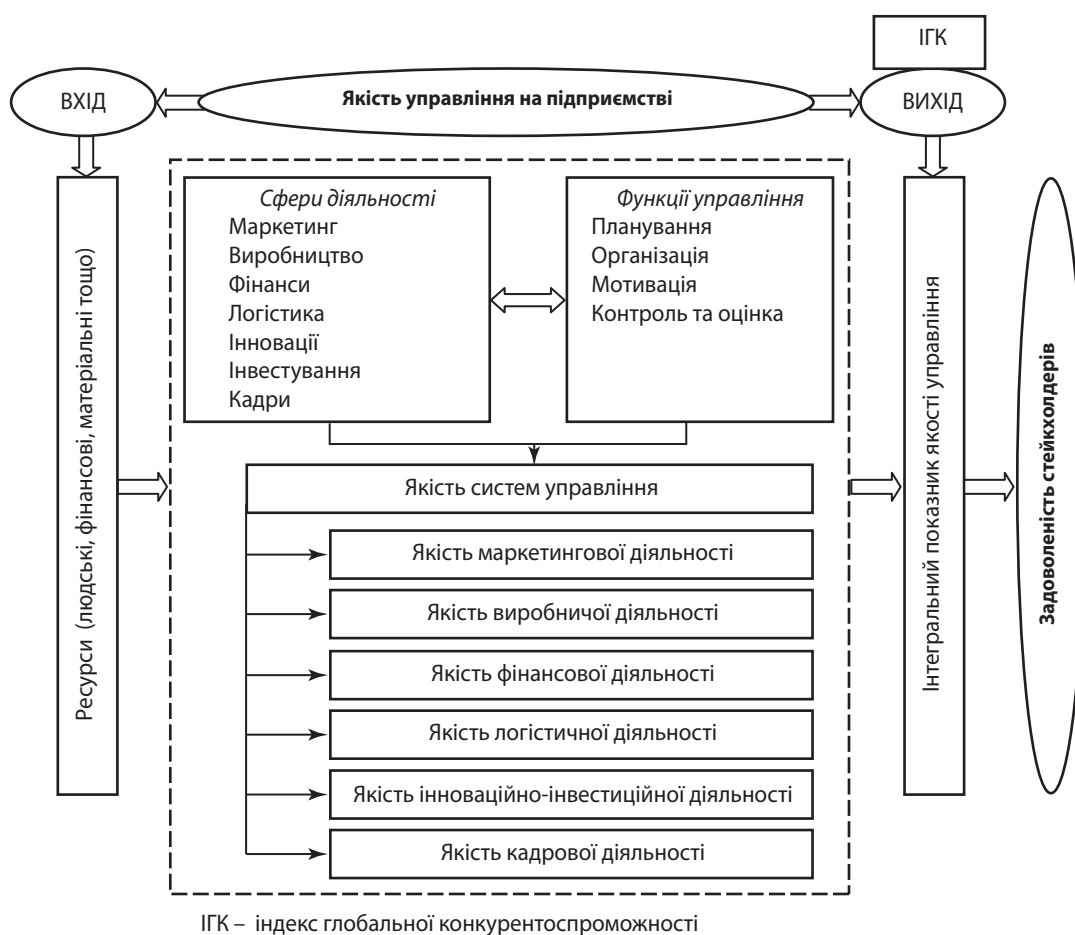 ІГК
ВХІД
Якість управління на підприємстві
ВИХІД
Ресурси (людські, фінансові, матеріальні тощо)
Сфери діяльності
Маркетинг
Виробництво
Фінанси
Логістика
Інновації
Інвестування
Кадри
Функції управління
Планування
Організація
Мотивація
Контроль та оцінка
Якість систем управління
Якість маркетингової діяльності
Якість виробничої діяльності
Якість фінансової діяльності
Якість логістичної діяльності
Якість інноваційно-інвестиційної діяльності
Якість кадрової діяльності
Інтегральний показник якості управління
Задоволеність стейкхолдерів
ІГК – індекс глобальної конкурентоспроможності